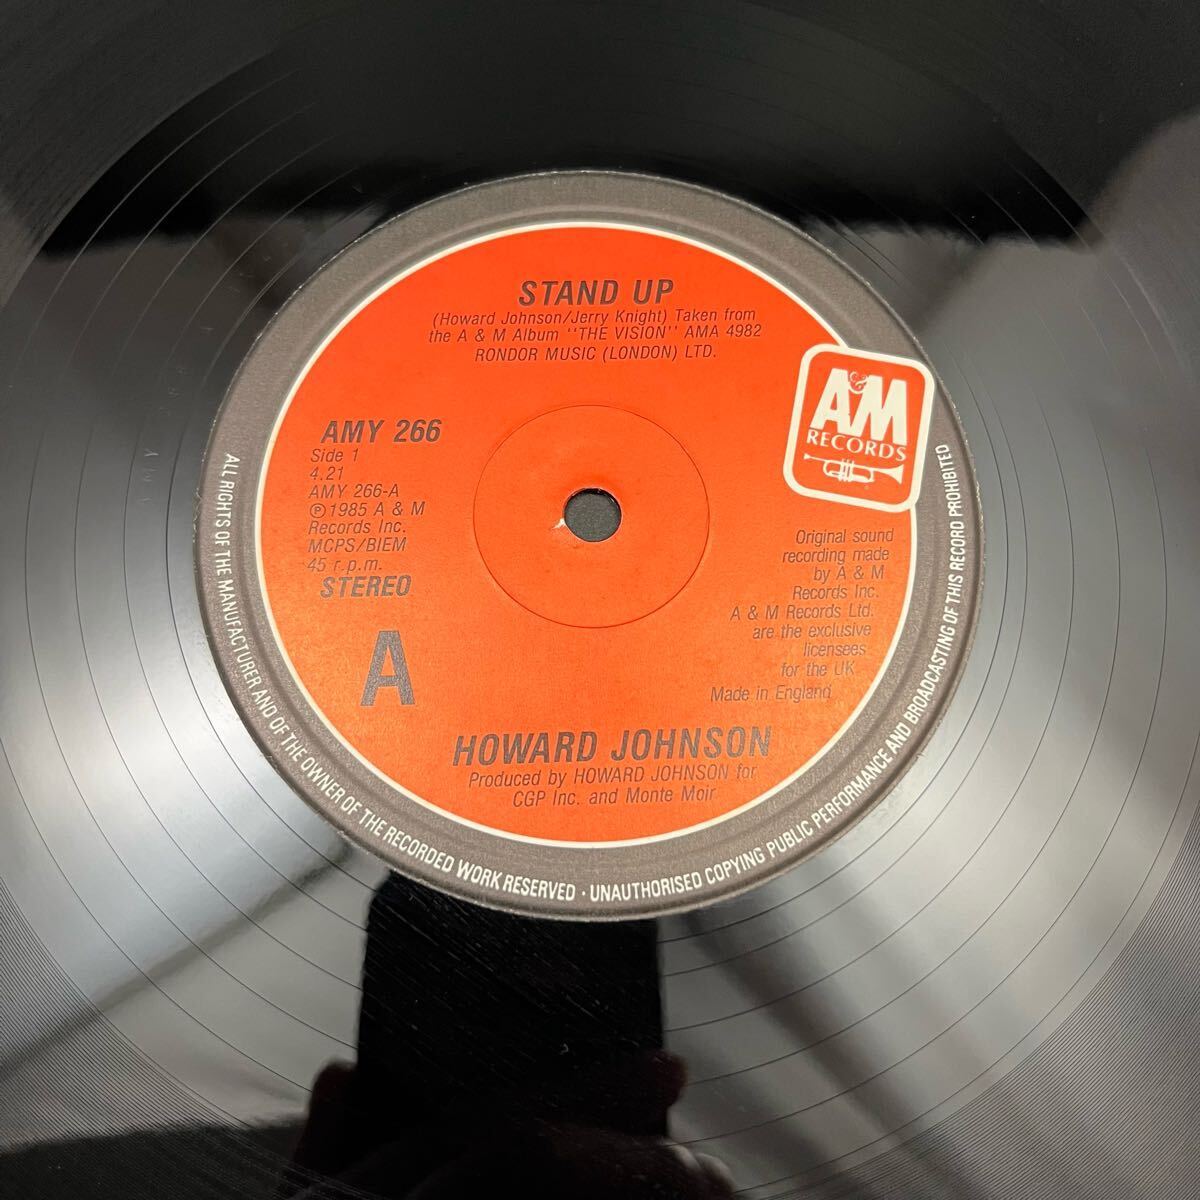 STAND UP
(Howard Johnson/Jerry Knight) Taken from
the A & M Album "THE VISION" AMA 4982
RONDOR MUSIC (LONDON) LTD.
A&M
RECORDS
AMY 266
Side 1
4.21
AMY 266-A
℗ 1985 A & M
Records Inc.
MCPS/BIEM
45 r.p.m.
STEREO
A
Original sound
recording made
by A & M
Records Inc.
A & M Records Ltd.
are the exclusive
licensees
for the UK
Made in England
HOWARD JOHNSON
Produced by HOWARD JOHNSON for
CGP Inc. and Monte Moir
ALL RIGHTS OF THE MANUFACTURER AND OF THE OWNER OF THE RECORDED WORK RESERVED · UNAUTHORISED COPYING PUBLIC PERFORMANCE AND BROADCASTING OF THIS RECORD PROHIBITED